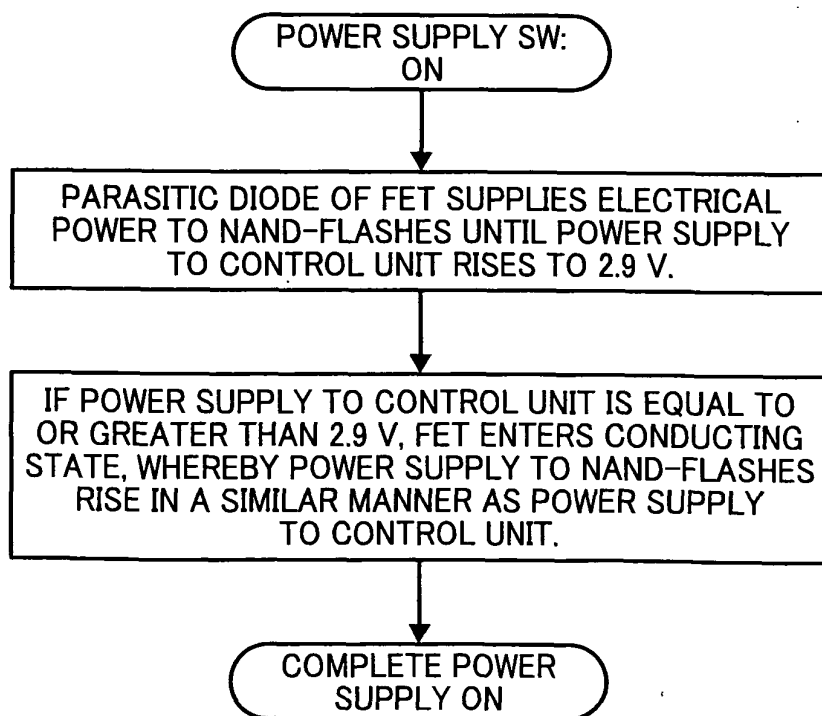 POWER SUPPLY SW:
ON
PARASITIC DIODE OF FET SUPPLIES ELECTRICAL
POWER TO NAND-FLASHES UNTIL POWER SUPPLY
TO CONTROL UNIT RISES TO 2.9 V.
IF POWER SUPPLY TO CONTROL UNIT IS EQUAL TO
OR GREATER THAN 2.9 V, FET ENTERS CONDUCTING
STATE, WHEREBY POWER SUPPLY TO NAND-FLASHES
RISE IN A SIMILAR MANNER AS POWER SUPPLY
TO CONTROL UNIT.
COMPLETE POWER
SUPPLY ON